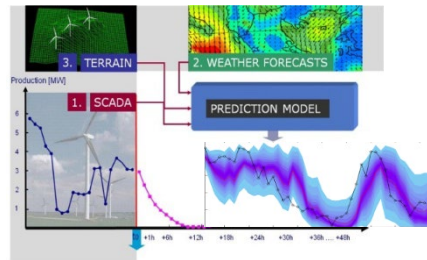 3. TERRAIN
2. WEATHER FORECASTS
Production [MW]
1. SCADA
PREDICTION MODEL
6
5
4
3
2
1
+1h +6h +12H +18h +24h +30h +36h .... +48h